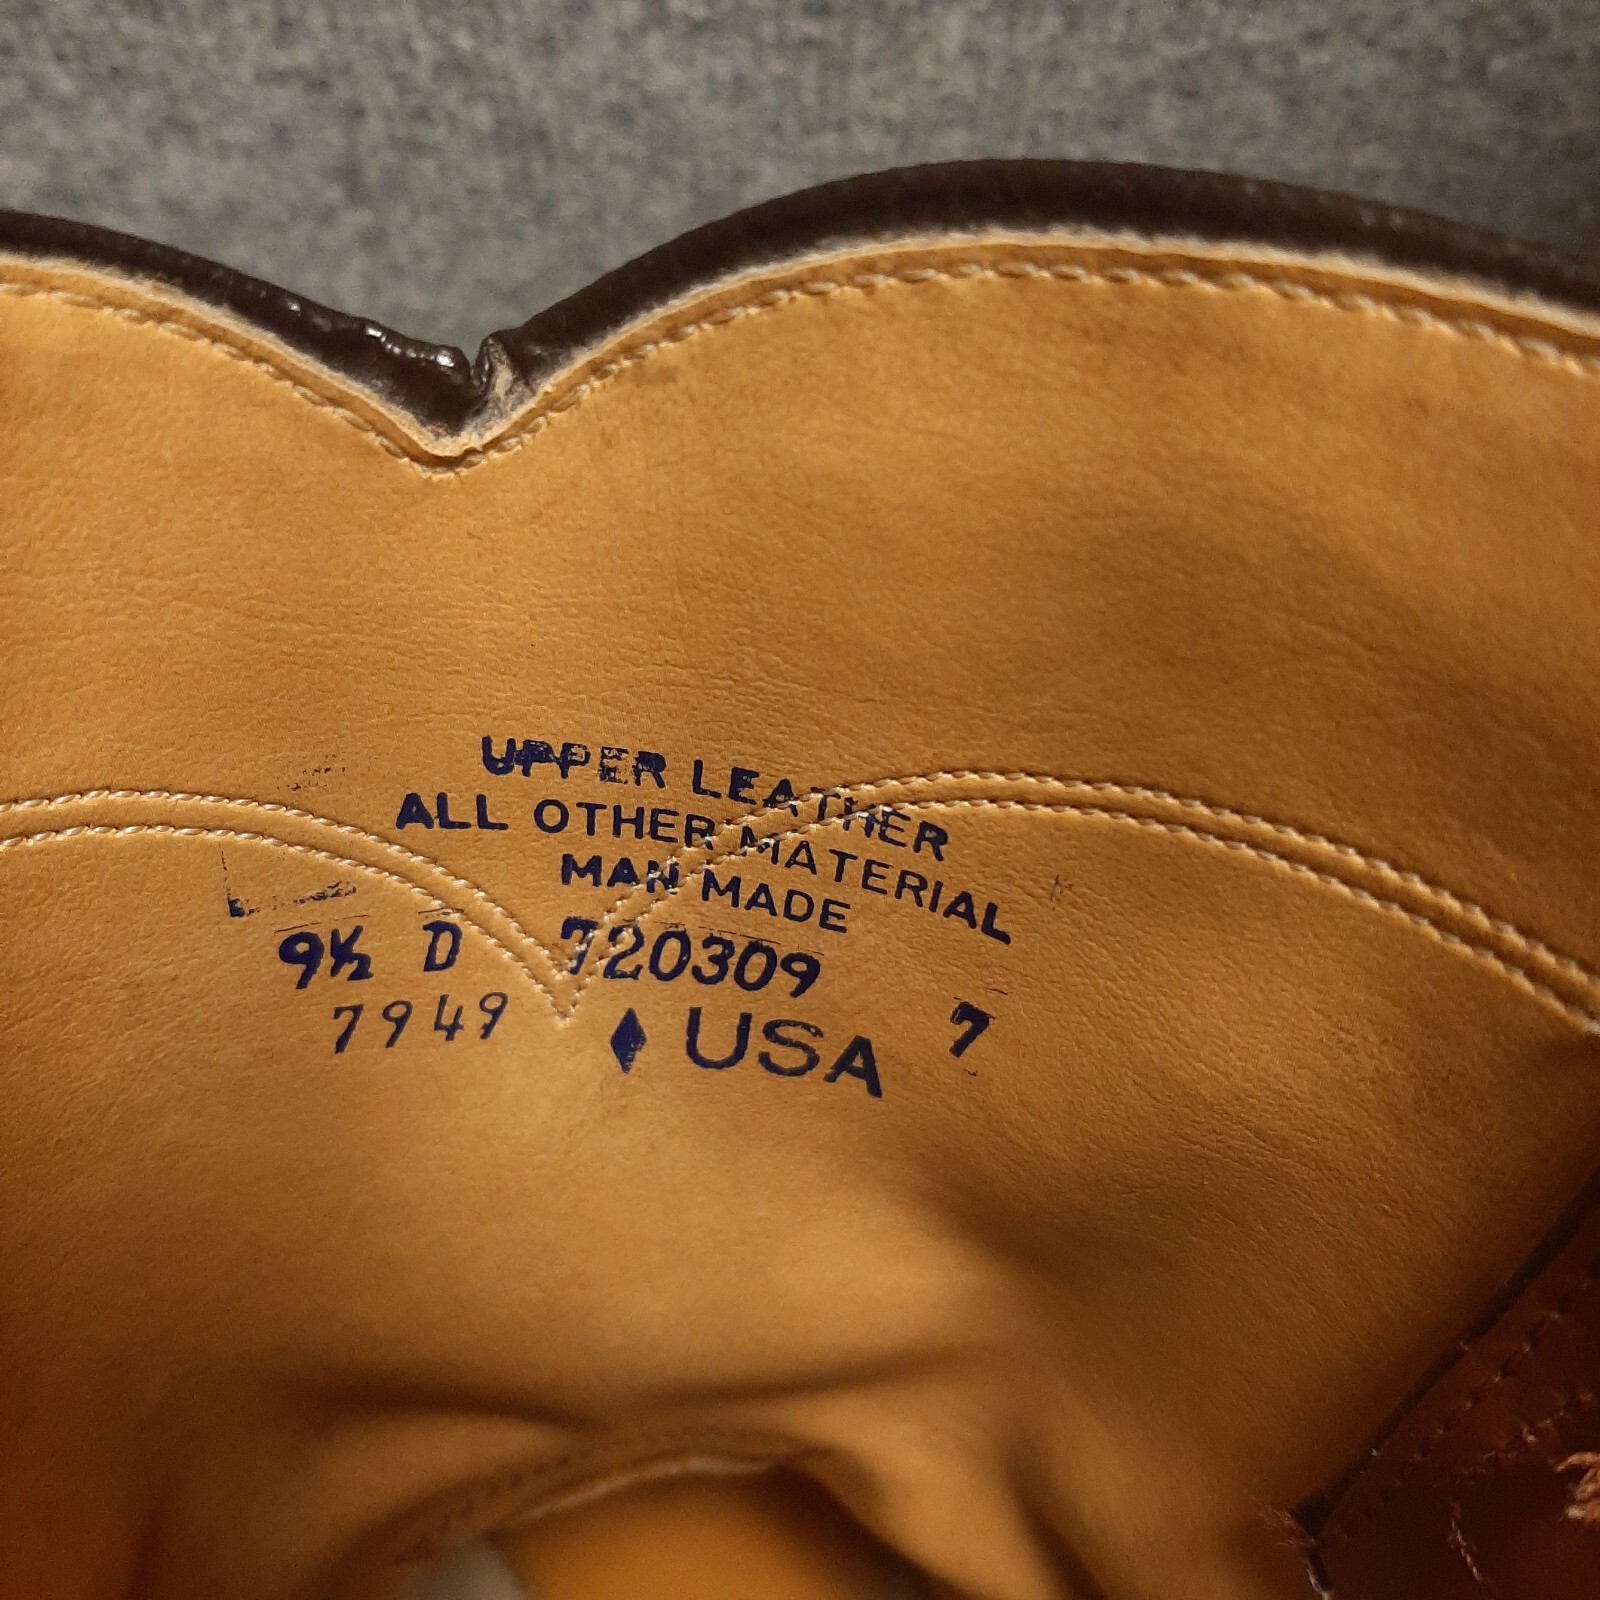 UPPER LEATHER
ALL OTHER MATERIAL
MAN MADE
9½ D 720309 7
7949 ♦ USA